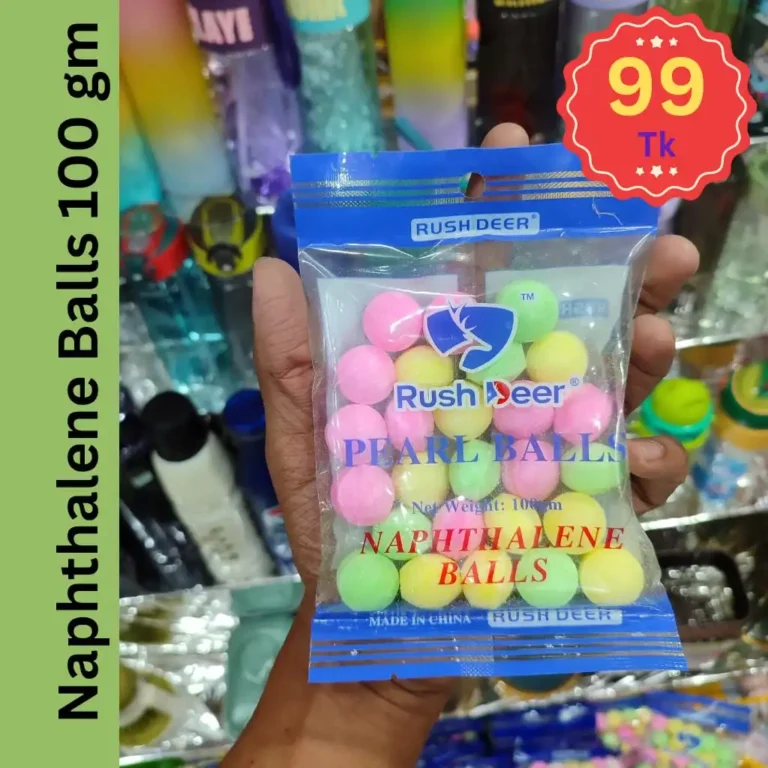 Naphthalene Balls 100 gm
99
Tk
RUSH DEER®
TM
Rush Deer®
PEARL BALLS
Net Weight: 100gm
NAPHTHALENE
BALLS
MADE IN CHINA
RUSH DEER